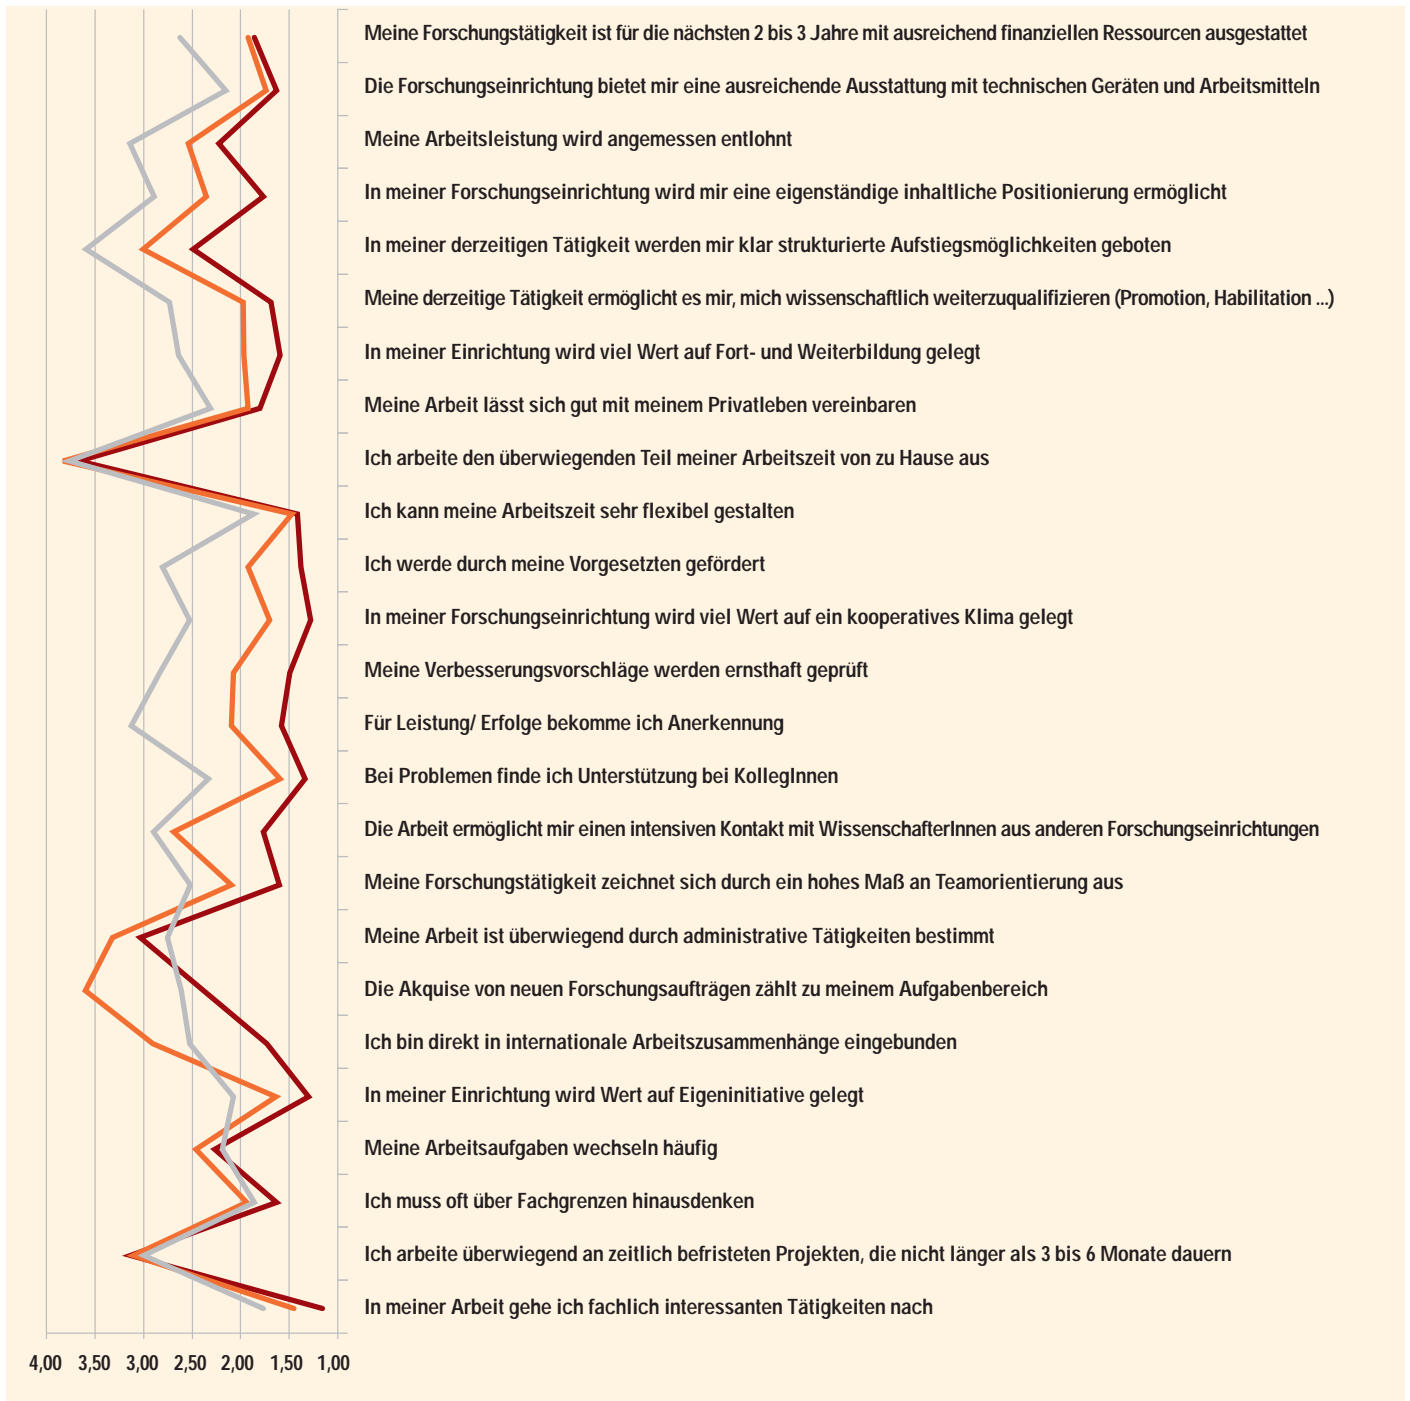 Meine Forschungstätigkeit ist für die nächsten 2 bis 3 Jahre mit ausreichend finanziellen Ressourcen ausgestattet
Die Forschungseinrichtung bietet mir eine ausreichende Ausstattung mit technischen Geräten und Arbeitsmitteln
Meine Arbeitsleistung wird angemessen entlohnt
In meiner Forschungseinrichtung wird mir eine eigenständige inhaltliche Positionierung ermöglicht
In meiner derzeitigen Tätigkeit werden mir klar strukturierte Aufstiegsmöglichkeiten geboten
Meine derzeitige Tätigkeit ermöglicht es mir, mich wissenschaftlich weiterzuqualifizieren (Promotion, Habilitation ...)
In meiner Einrichtung wird viel Wert auf Fort- und Weiterbildung gelegt
Meine Arbeit lässt sich gut mit meinem Privatleben vereinbaren
Ich arbeite den überwiegenden Teil meiner Arbeitszeit von zu Hause aus
Ich kann meine Arbeitszeit sehr flexibel gestalten
Ich werde durch meine Vorgesetzten gefördert
In meiner Forschungseinrichtung wird viel Wert auf ein kooperatives Klima gelegt
Meine Verbesserungsvorschläge werden ernsthaft geprüft
Für Leistung/ Erfolge bekomme ich Anerkennung
Bei Problemen finde ich Unterstützung bei KollegInnen
Die Arbeit ermöglicht mir einen intensiven Kontakt mit WissenschafterInnen aus anderen Forschungseinrichtungen
Meine Forschungstätigkeit zeichnet sich durch ein hohes Maß an Teamorientierung aus
Meine Arbeit ist überwiegend durch administrative Tätigkeiten bestimmt
Die Akquise von neuen Forschungsaufträgen zählt zu meinem Aufgabenbereich
Ich bin direkt in internationale Arbeitszusammenhänge eingebunden
In meiner Einrichtung wird Wert auf Eigeninitiative gelegt
Meine Arbeitsaufgaben wechseln häufig
Ich muss oft über Fachgrenzen hinausdenken
Ich arbeite überwiegend an zeitlich befristeten Projekten, die nicht länger als 3 bis 6 Monate dauern
In meiner Arbeit gehe ich fachlich interessanten Tätigkeiten nach
4,00 3,50 3,00 2,50 2,00 1,50 1,00